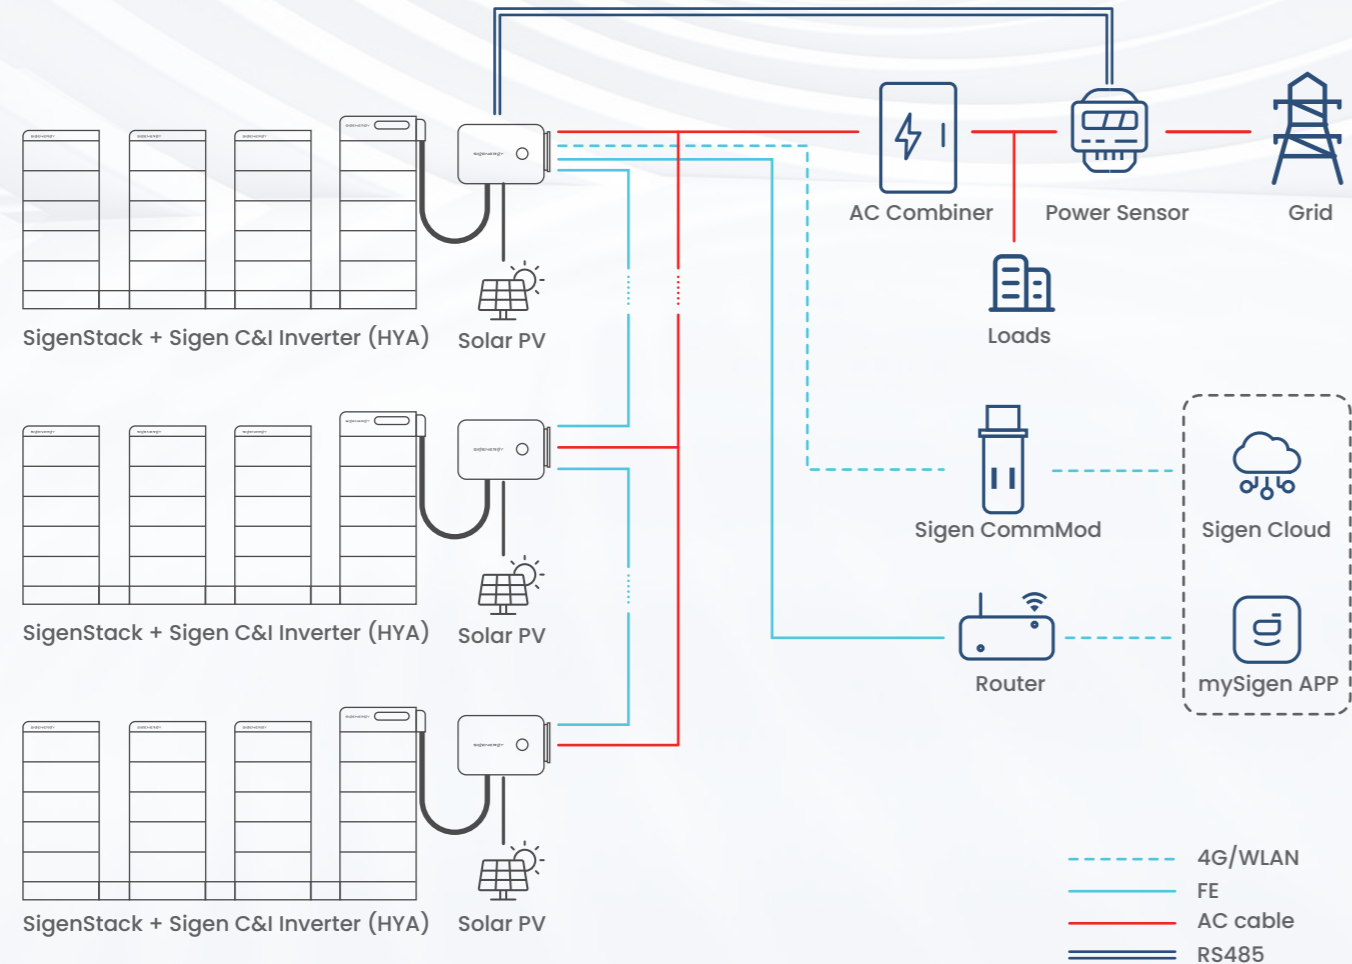 AC Combiner
Power Sensor
Grid
SigenStack + Sigen C&I Inverter (HYA)
Solar PV
Loads
Sigen CommMod
Sigen Cloud
SigenStack + Sigen C&I Inverter (HYA)
Solar PV
Router
mySigen APP
4G/WLAN
FE
AC cable
SigenStack + Sigen C&I Inverter (HYA)
Solar PV
RS485